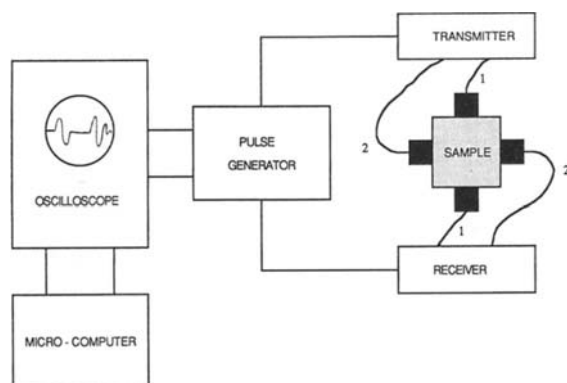 TRANSMITTER
1
OSCILLOSCOPE
PULSE
GENERATOR
2
SAMPLE
2
1
RECEIVER
MICRO - COMPUTER